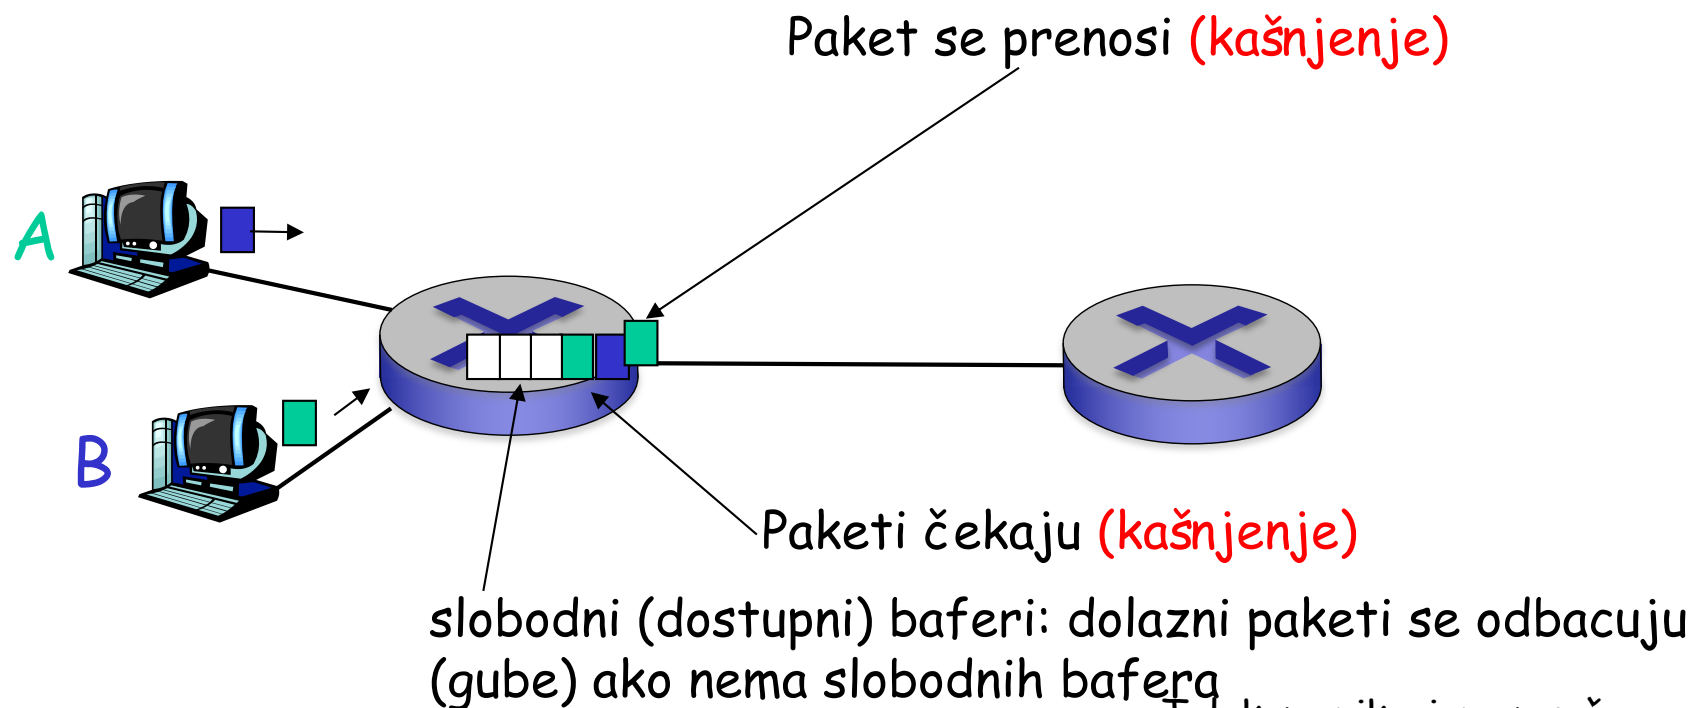 Paket se prenosi (kašnjenje)
A
B
Paketi čekaju (kašnjenje)
slobodni (dostupni) baferi: dolazni paketi se odbacuju
(gube) ako nema slobodnih bafera